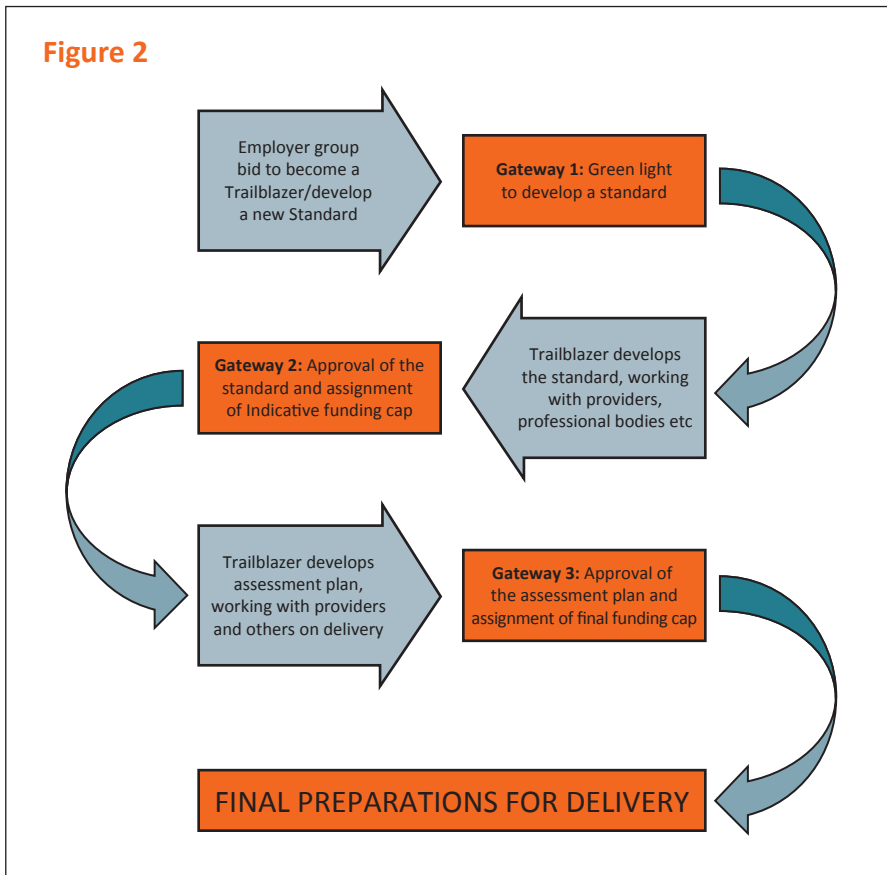 Figure 2
Employer group
bid to become a
Trailblazer/develop
a new Standard
Gateway 1: Green light
to develop a standard
Trailblazer develops
the standard, working
with providers,
professional bodies etc
Gateway 2: Approval of the
standard and assignment
of Indicative funding cap
Trailblazer develops
assessment plan,
working with providers
and others on delivery
Gateway 3: Approval of
the assessment plan and
assignment of final funding cap
FINAL PREPARATIONS FOR DELIVERY